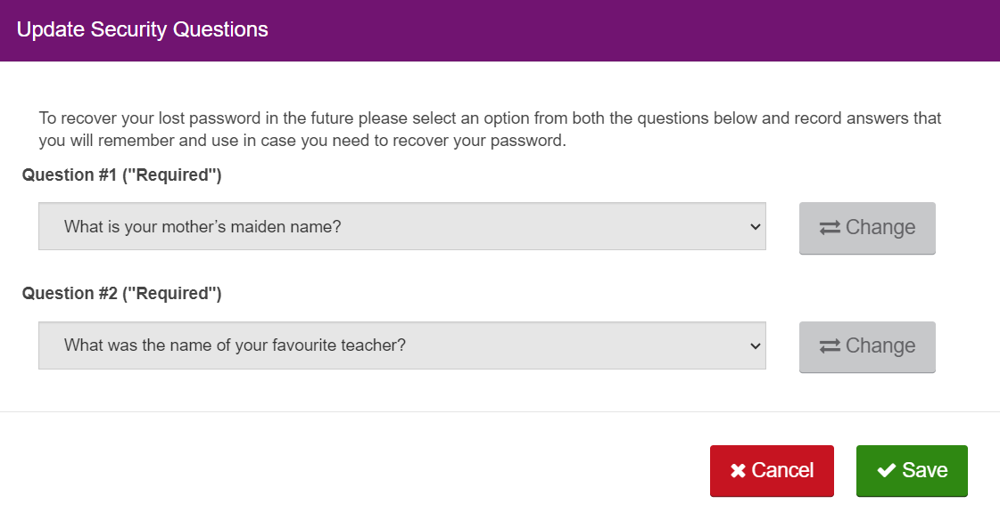 Update Security Questions
To recover your lost password in the future please select an option from both the questions below and record answers that
you will remember and use in case you need to recover your password.
Question #1 ("Required")
What is your mother’s maiden name?
Change
Question #2 ("Required")
What was the name of your favourite teacher?
Change
Cancel
Save